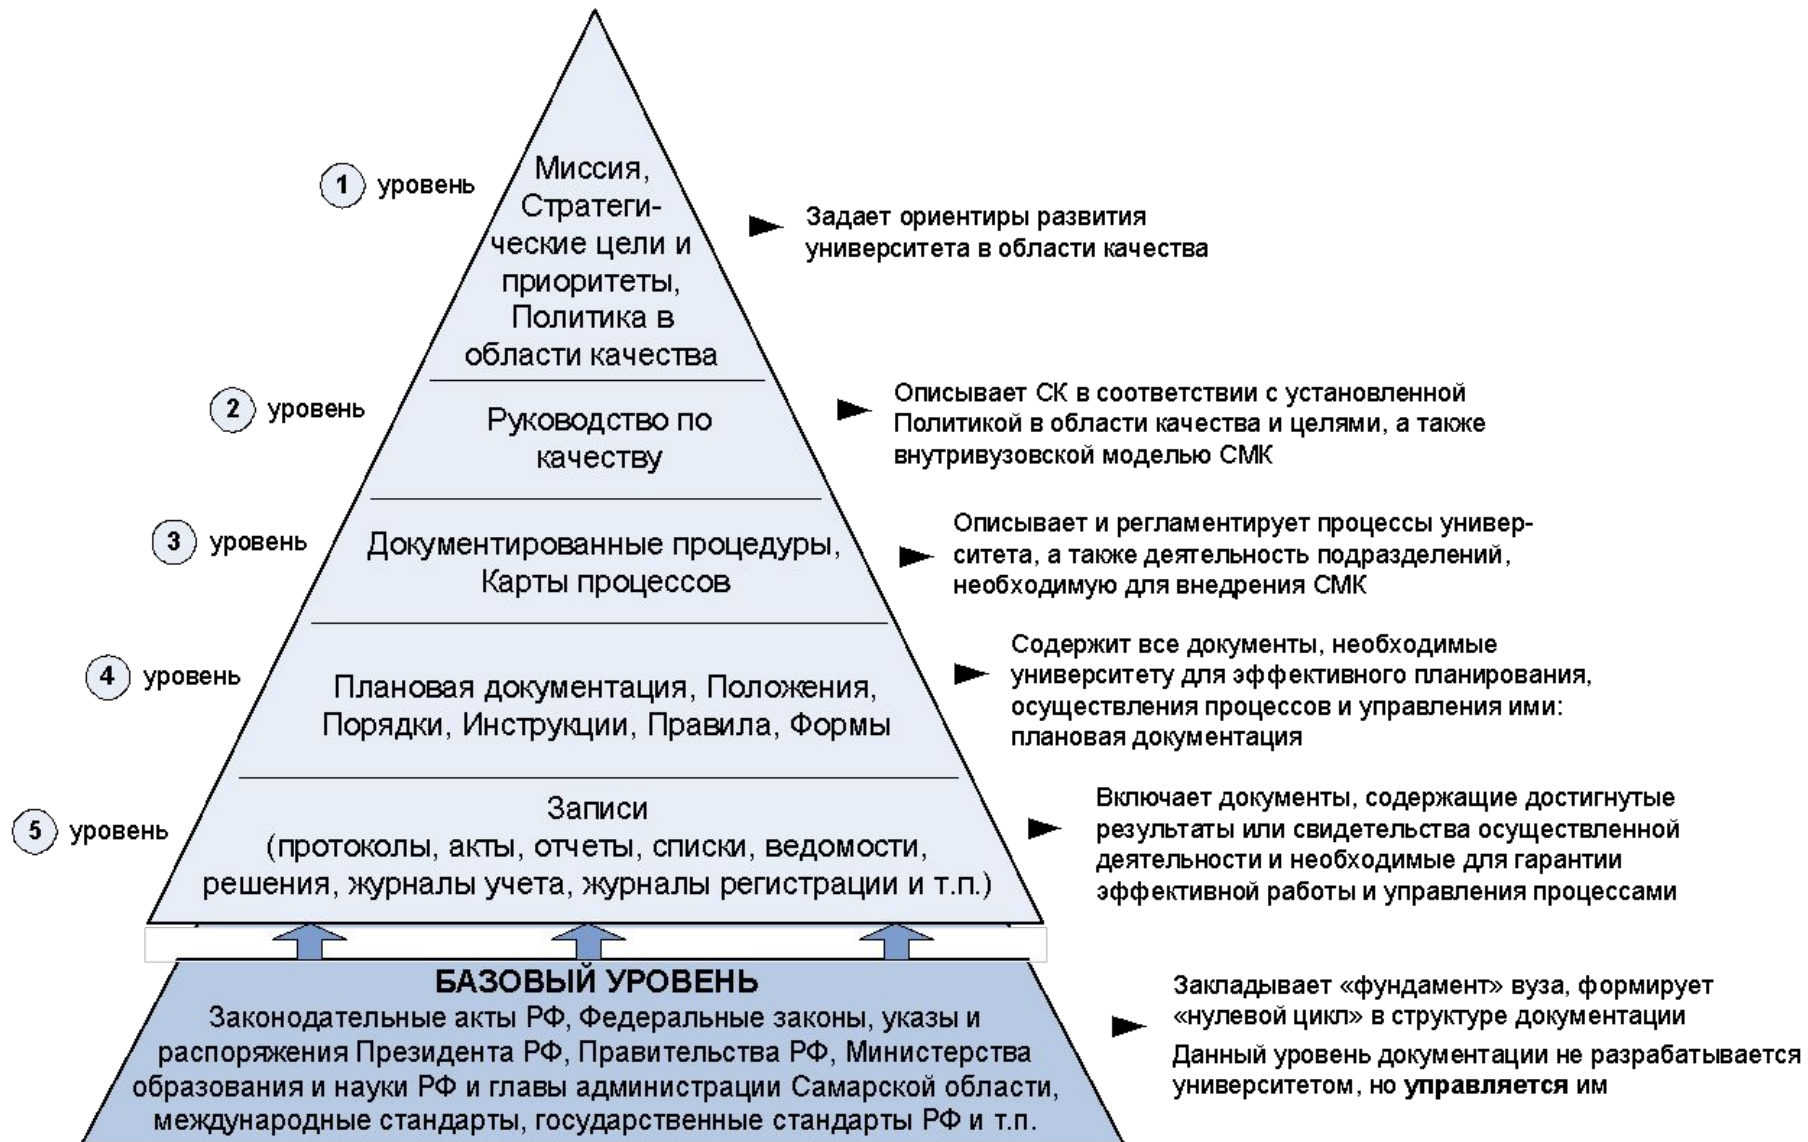 1 уровень
Миссия,
Стратеги-
ческие цели и
приоритеты,
Политика в
области качества
Задает ориентиры развития
университета в области качества
2 уровень
Руководство по
качеству
Описывает СК в соответствии с установленной
Политикой в области качества и целями, а также
внутривузовской моделью СМК
3 уровень
Документированные процедуры,
Карты процессов
Описывает и регламентирует процессы универ-
ситета, а также деятельность подразделений,
необходимую для внедрения СМК
4 уровень
Плановая документация, Положения,
Порядки, Инструкции, Правила, Формы
Содержит все документы, необходимые
университету для эффективного планирования,
осуществления процессов и управления ими:
плановая документация
5 уровень
Записи
(протоколы, акты, отчеты, списки, ведомости,
решения, журналы учета, журналы регистрации и т.п.)
Включает документы, содержащие достигнутые
результаты или свидетельства осуществленной
деятельности и необходимые для гарантии
эффективной работы и управления процессами
БАЗОВЫЙ УРОВЕНЬ
Законодательные акты РФ, Федеральные законы, указы и
распоряжения Президента РФ, Правительства РФ, Министерства
образования и науки РФ и главы администрации Самарской области,
международные стандарты, государственные стандарты РФ и т.п.
Закладывает «фундамент» вуза, формирует
«нулевой цикл» в структуре документации
Данный уровень документации не разрабатывается
университетом, но управляется им